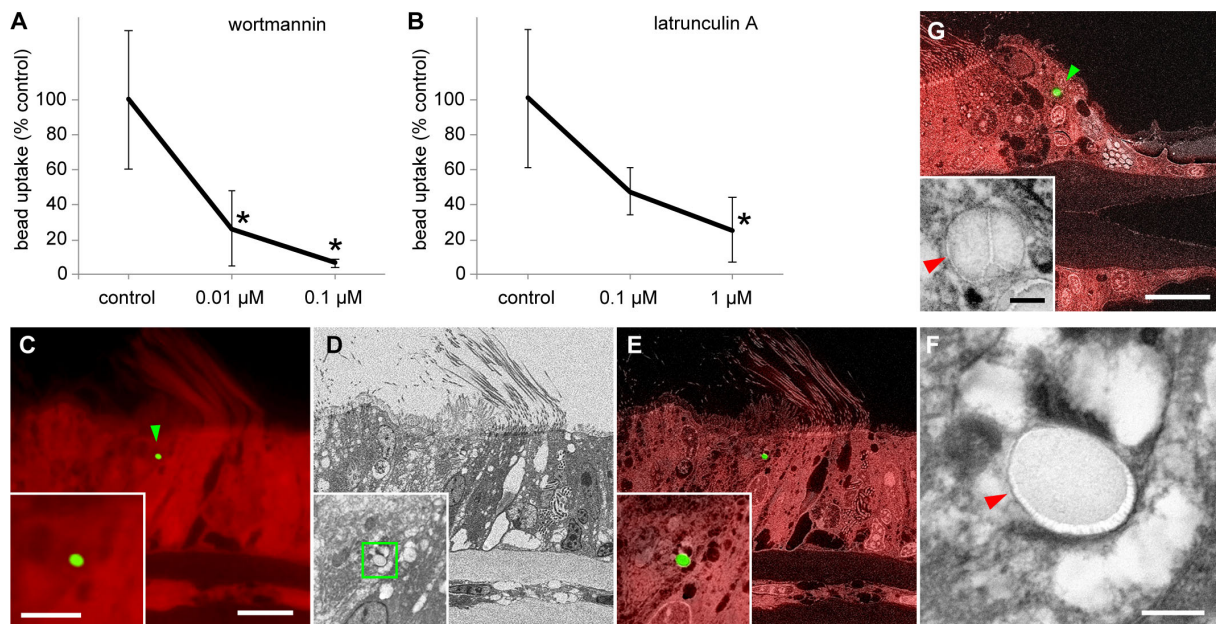 A
wortmannin
bead uptake (% control)
100
80
60
40
20
0
*
*
control
0.01 µM
0.1 µM
B
latrunculin A
bead uptake (% control)
100
80
60
40
20
0
*
control
0.1 µM
1 µM
G
C
D
E
F